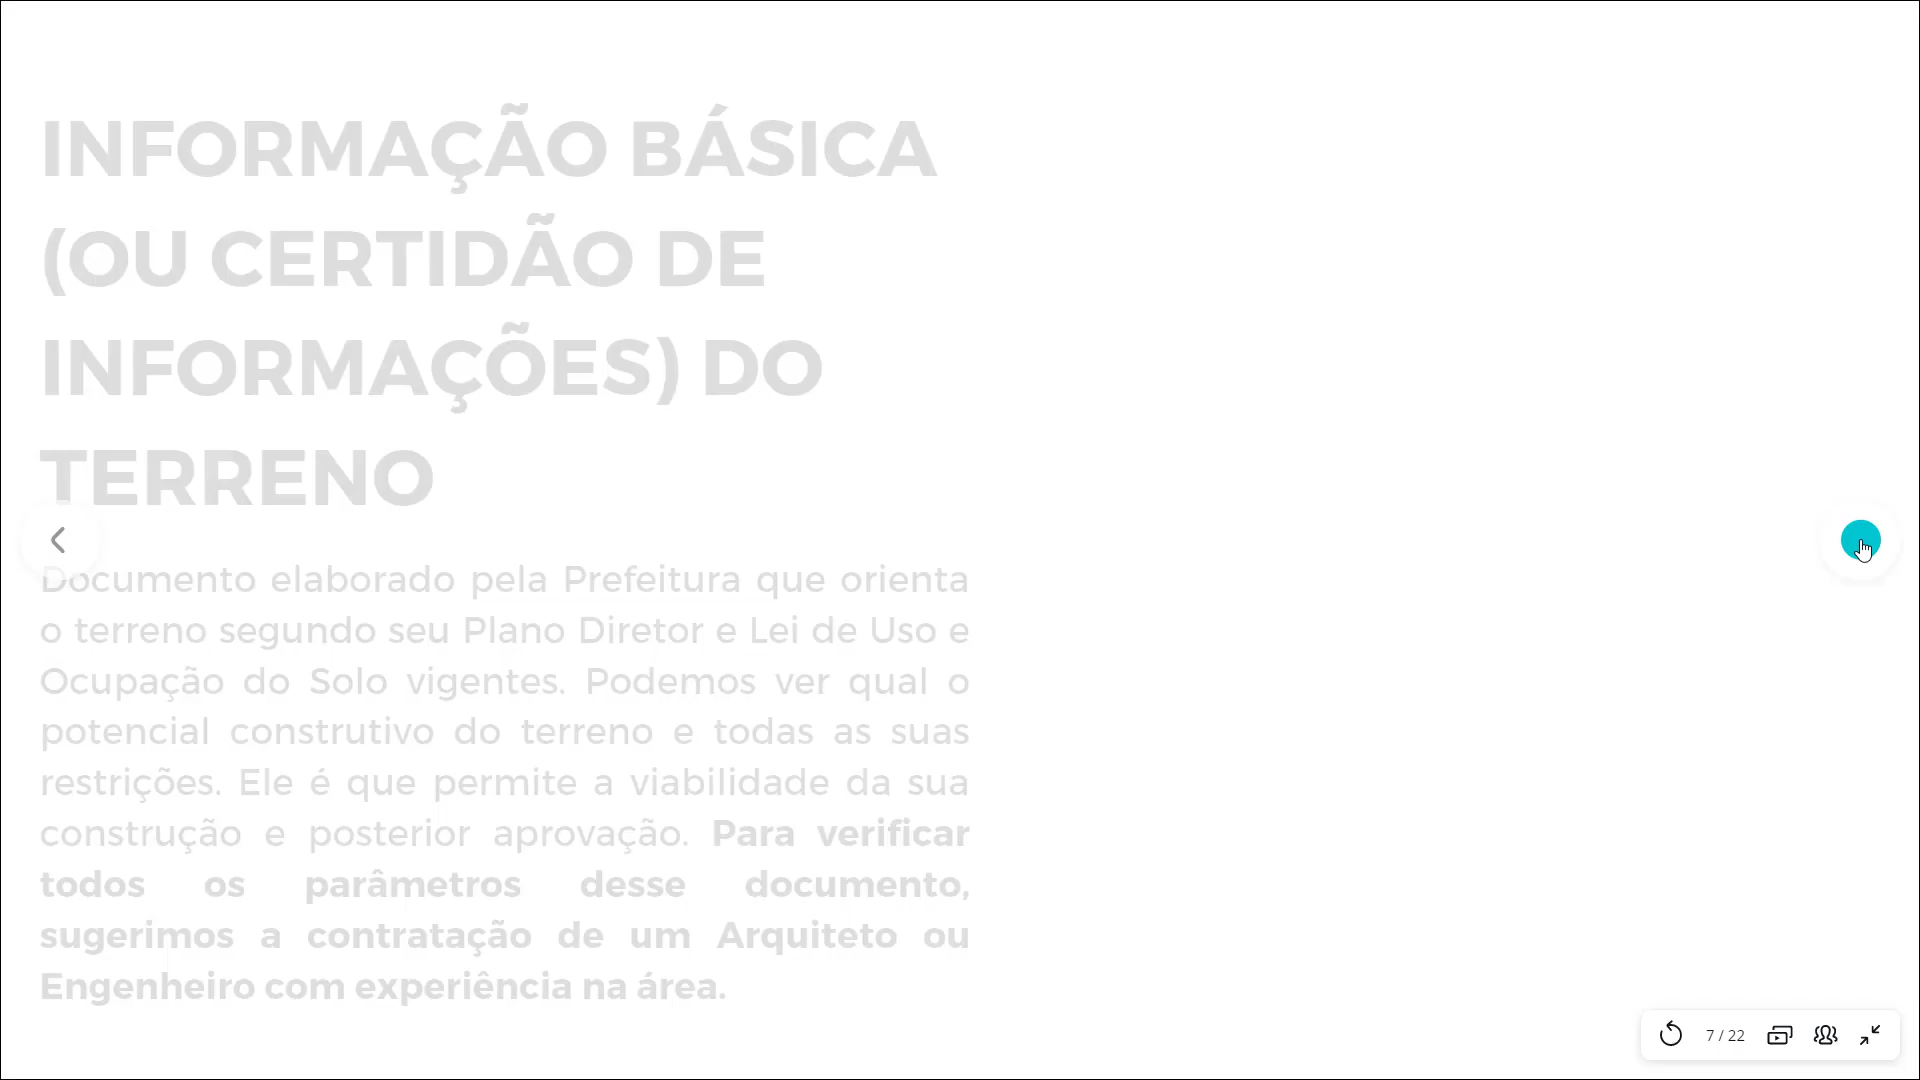 INFORMAÇÃO BÁSICA
(OU CERTIDÃO DE
INFORMAÇÕES) DO
TERRENO
Documento elaborado pela Prefeitura que orienta
o terreno segundo seu Plano Diretor e Lei de Uso e
Ocupação do Solo vigentes. Podemos ver qual o
potencial construtivo do terreno e todas as suas
restrições. Ele é que permite a viabilidade da sua
construção e posterior aprovação. Para verificar
todos os parâmetros desse documento,
sugerimos a contratação de um Arquiteto ou
Engenheiro com experiência na área.
7 / 22